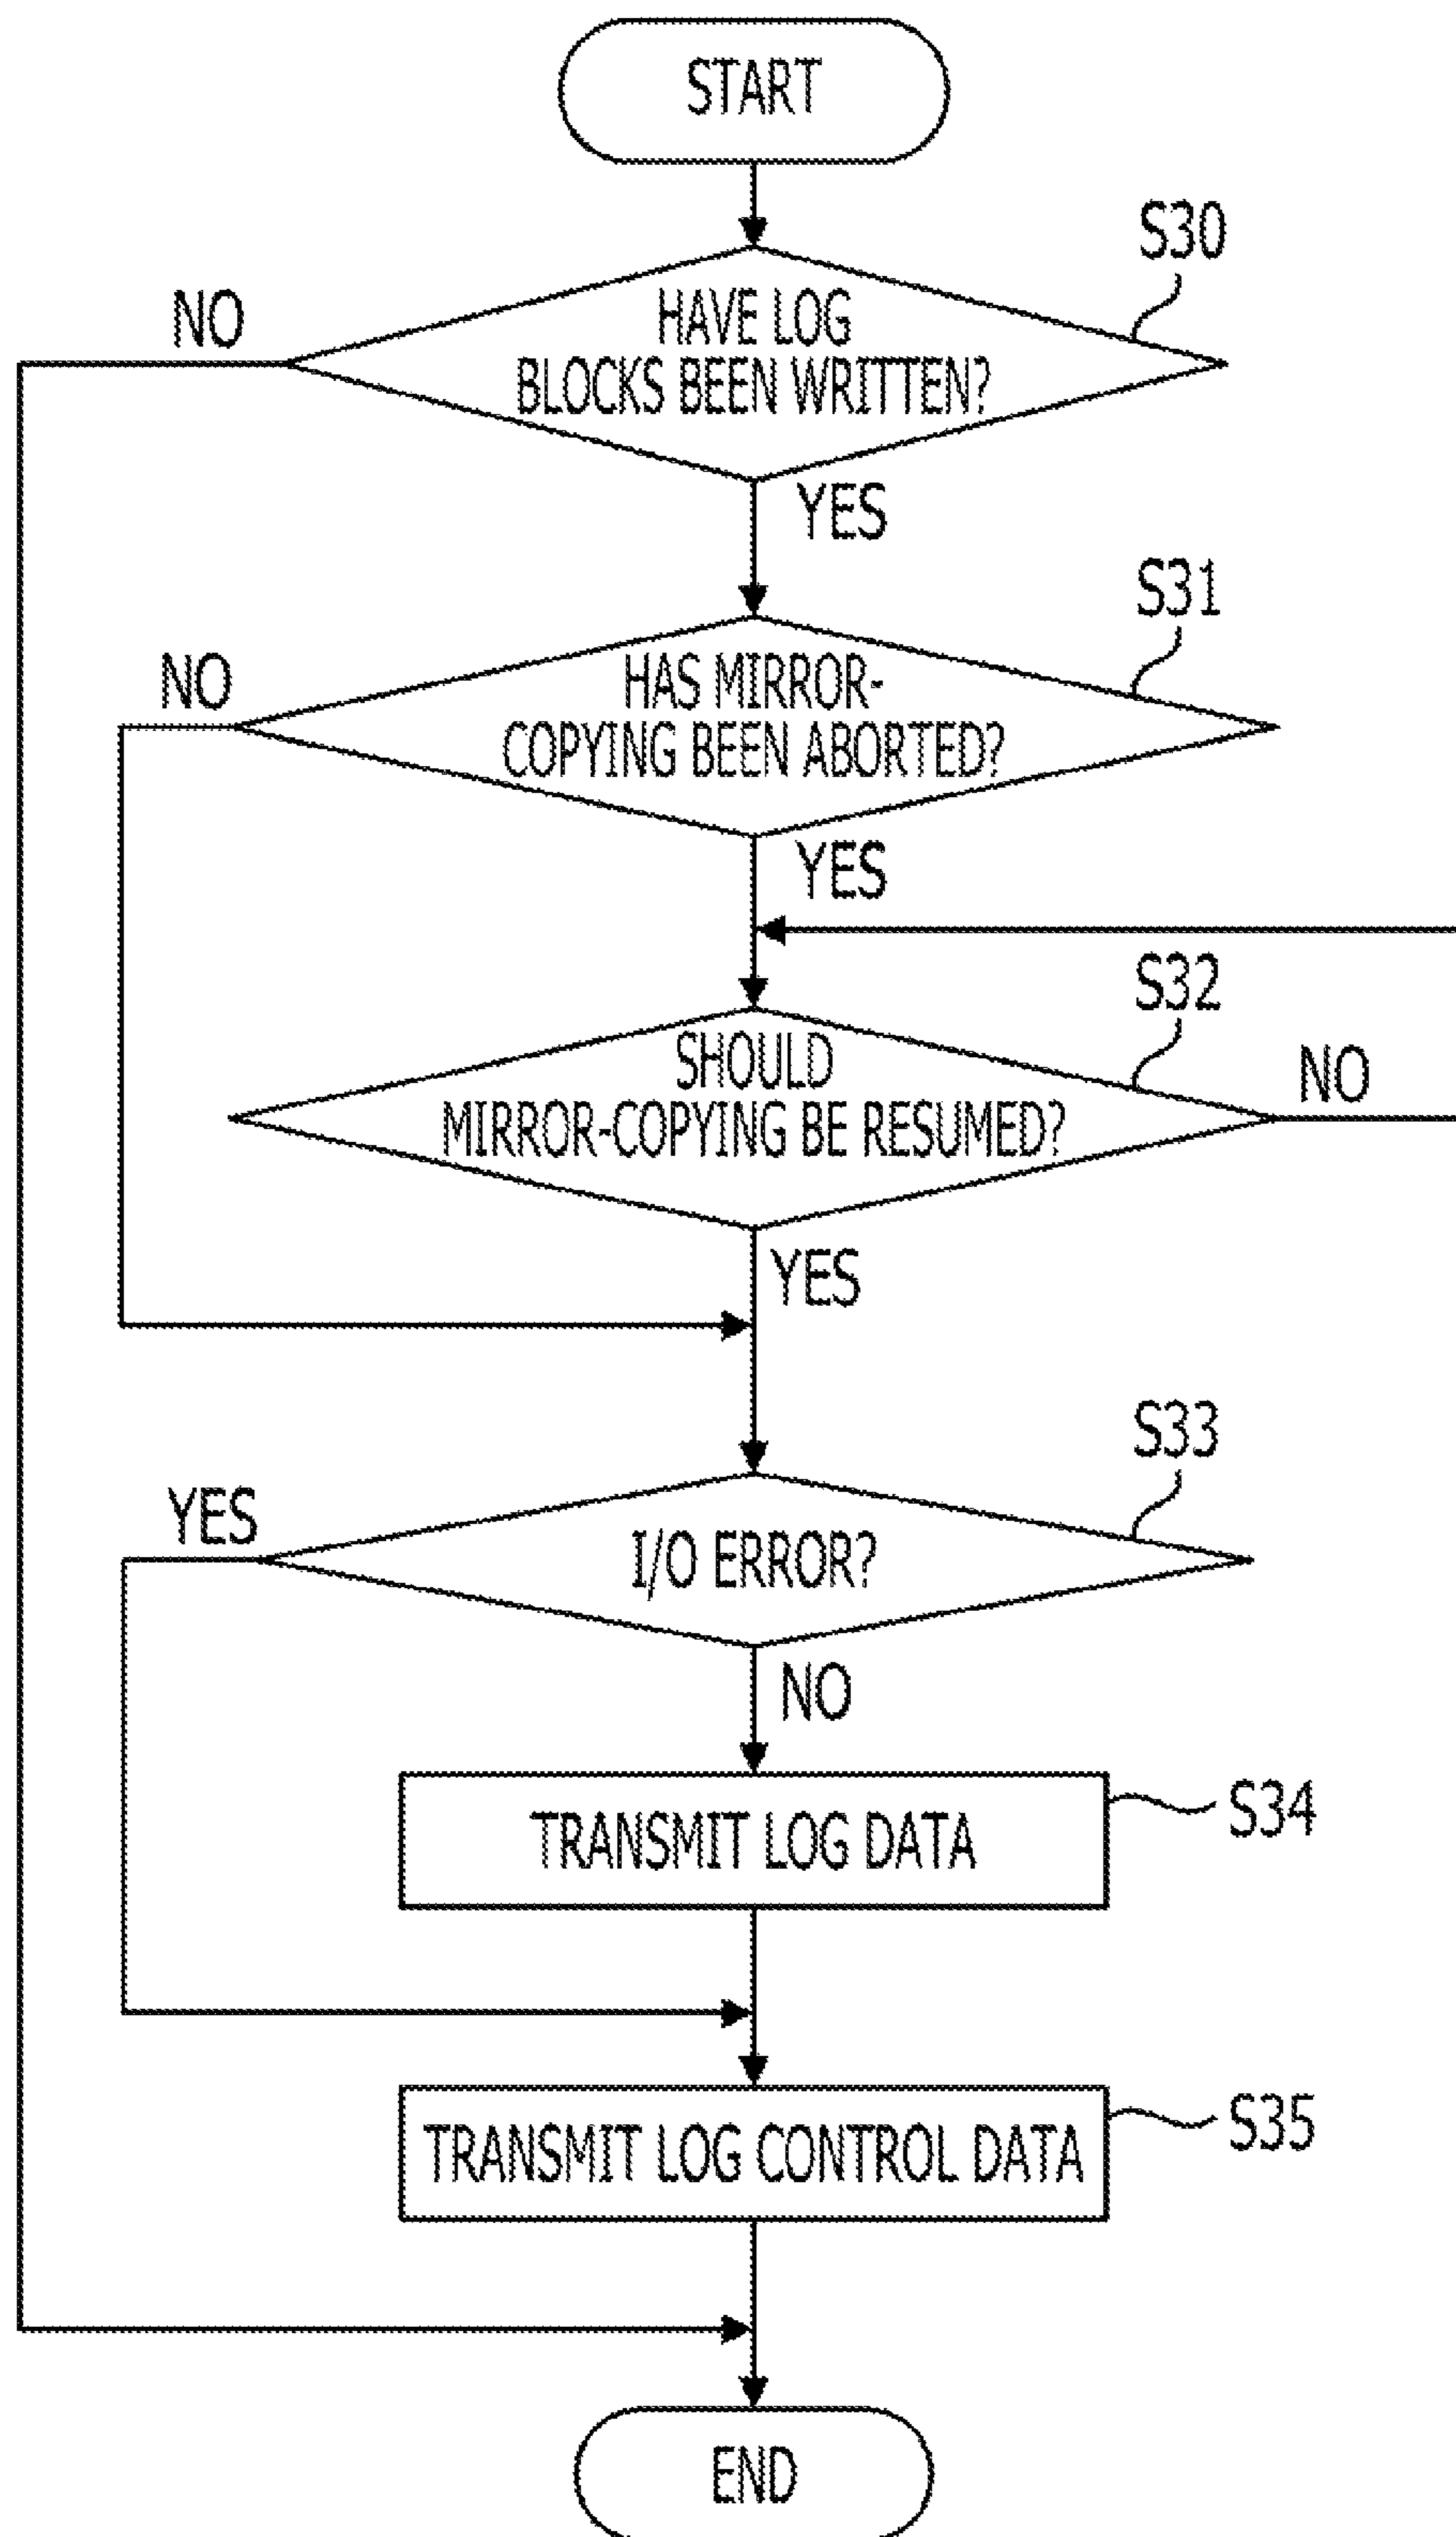 START
S30
NO
HAVE LOG
BLOCKS BEEN WRITTEN?
YES
S31
NO
HAS MIRROR-
COPYING BEEN ABORTED?
YES
S32
SHOULD
MIRROR-COPYING BE RESUMED?
NO
YES
S33
YES
I/O ERROR?
NO
TRANSMIT LOG DATA
S34
TRANSMIT LOG CONTROL DATA
S35
END